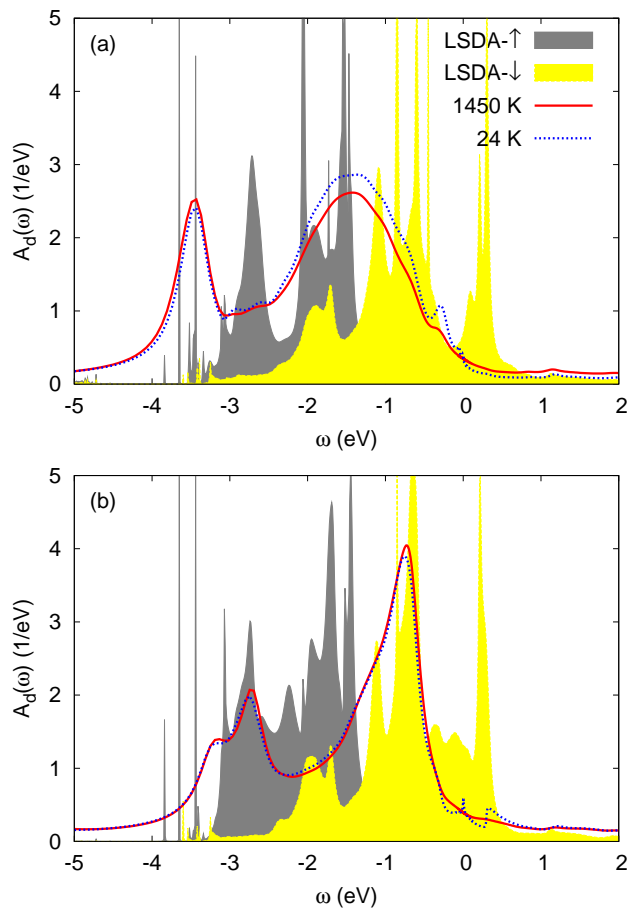 (a)
LSDA-↑
LSDA-↓
1450 K
24 K
A_d(ω) (1/eV)
5
4
3
2
1
0
-5 -4 -3 -2 -1 0 1 2
ω (eV)
(b)
A_d(ω) (1/eV)
5
4
3
2
1
0
-5 -4 -3 -2 -1 0 1 2
ω (eV)